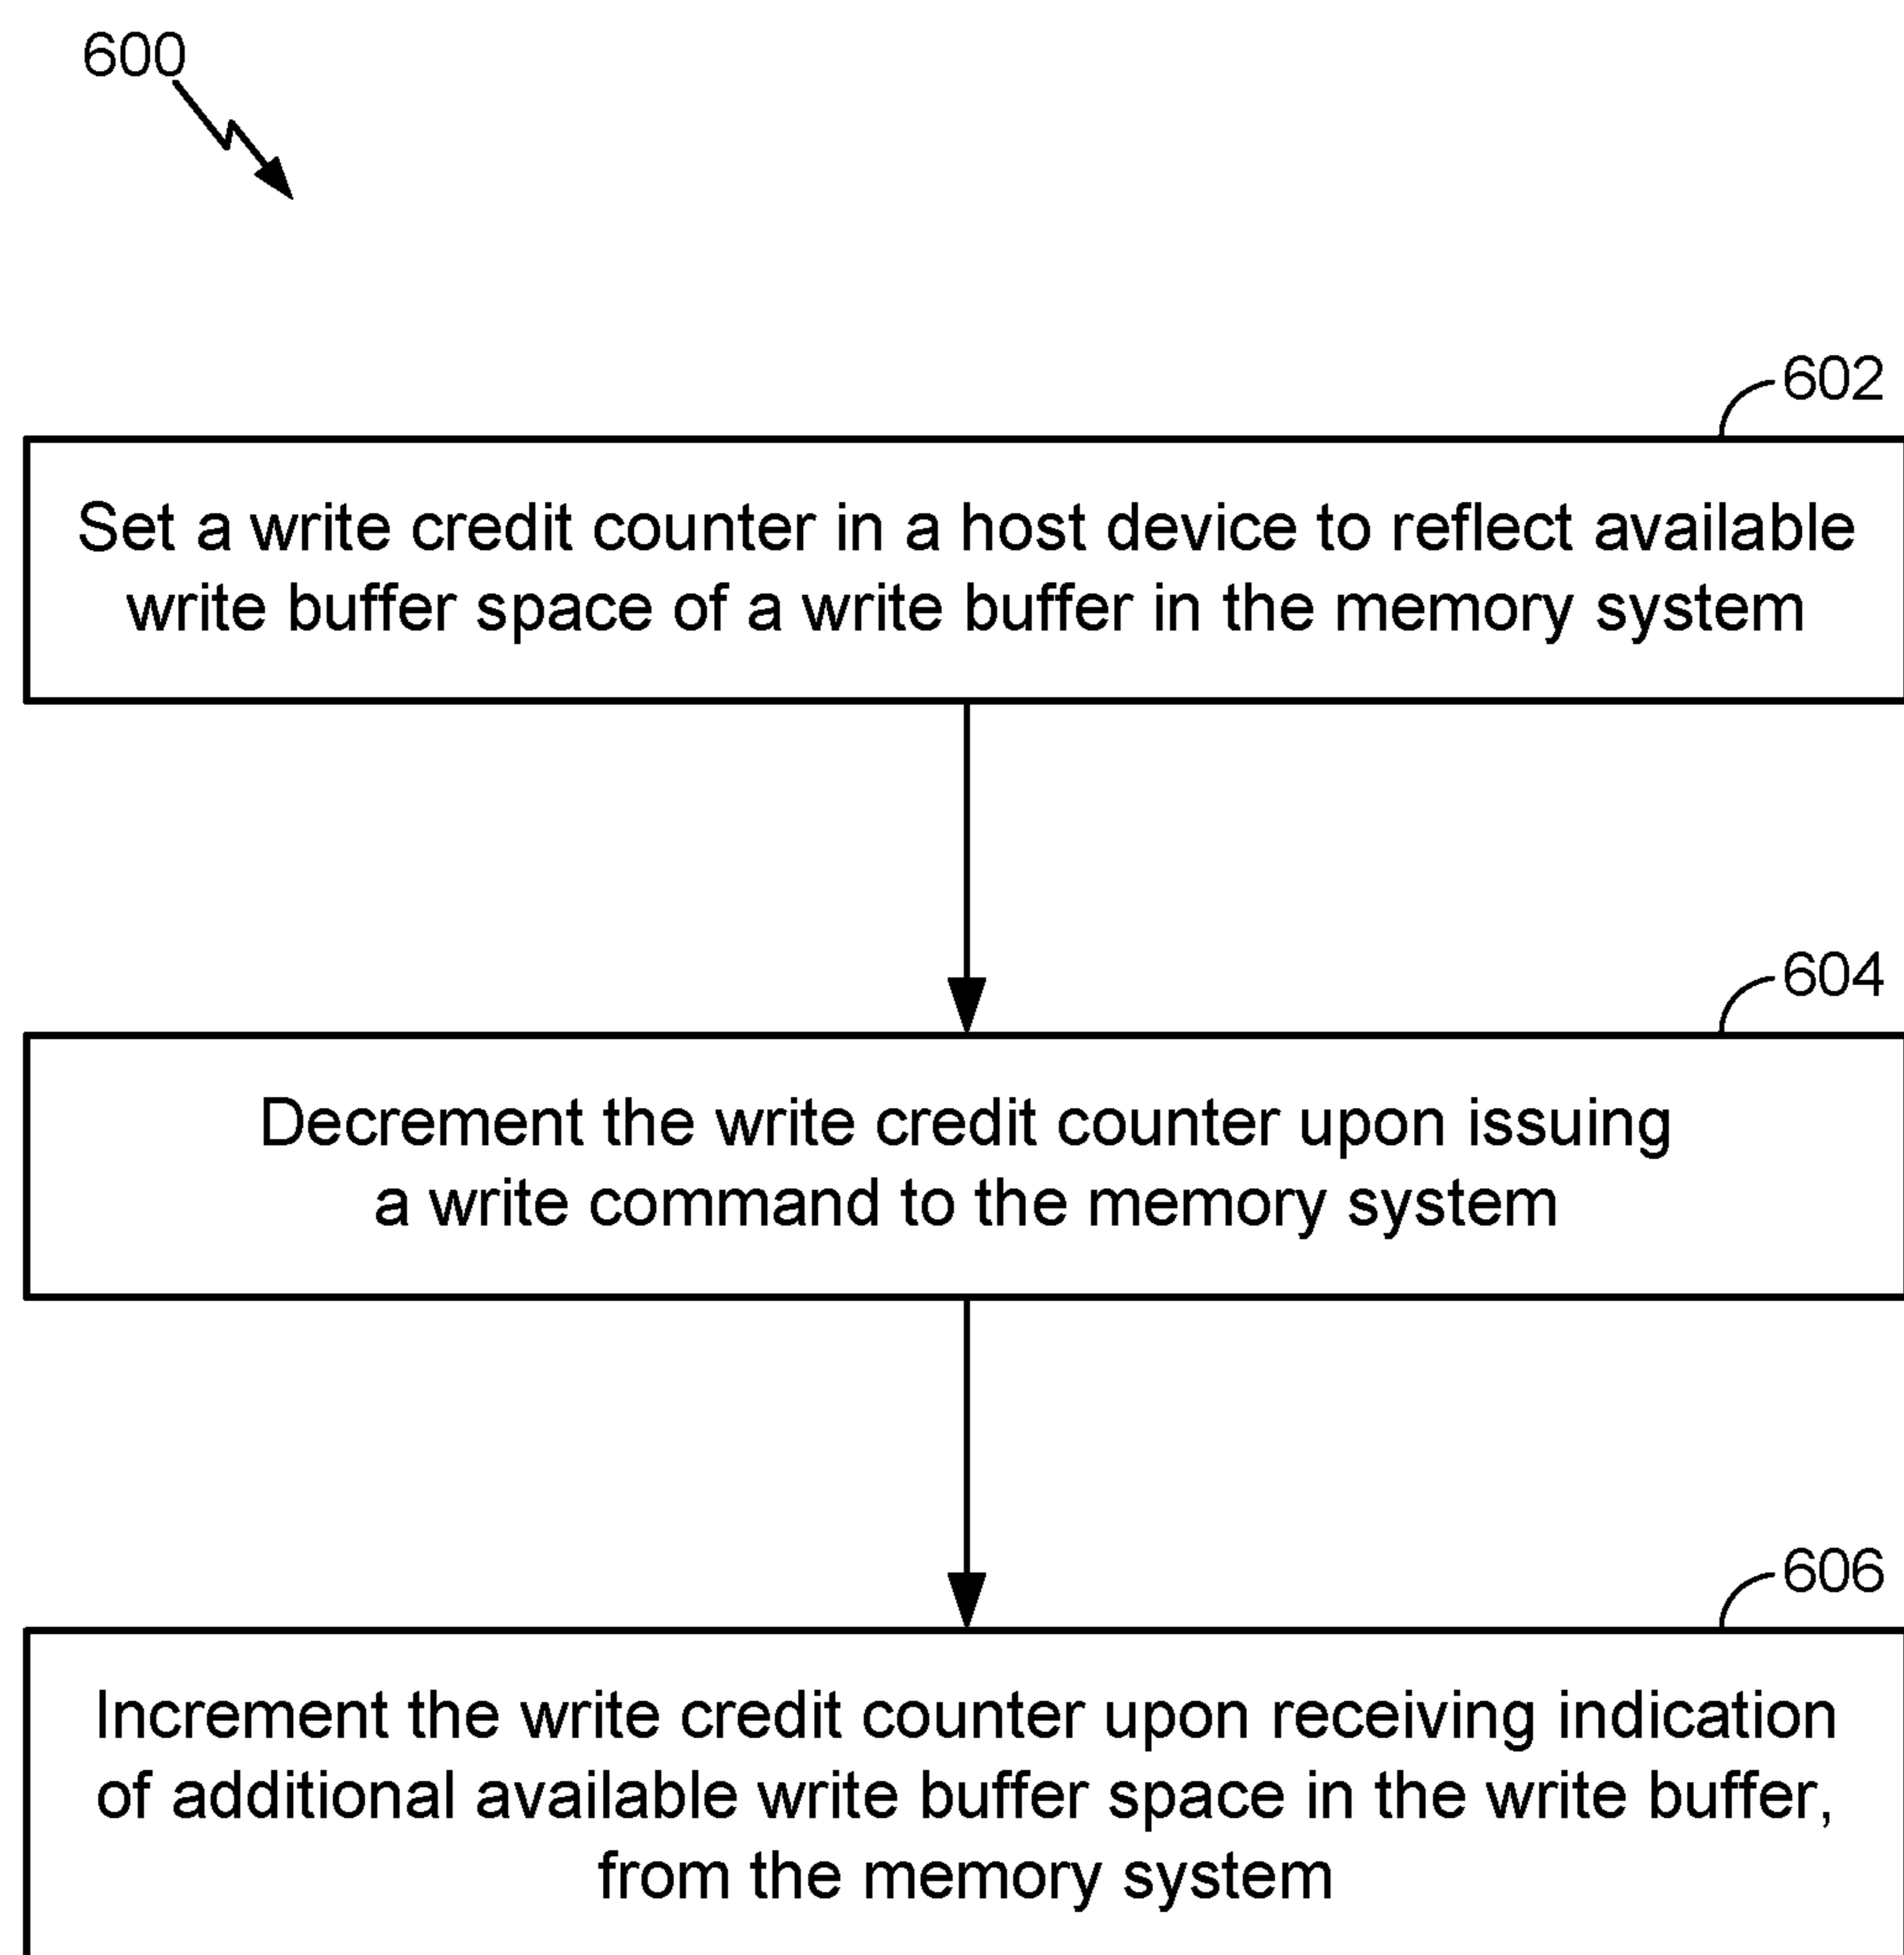 600
602
Set a write credit counter in a host device to reflect available
write buffer space of a write buffer in the memory system
604
Decrement the write credit counter upon issuing
a write command to the memory system
606
Increment the write credit counter upon receiving indication
of additional available write buffer space in the write buffer,
from the memory system